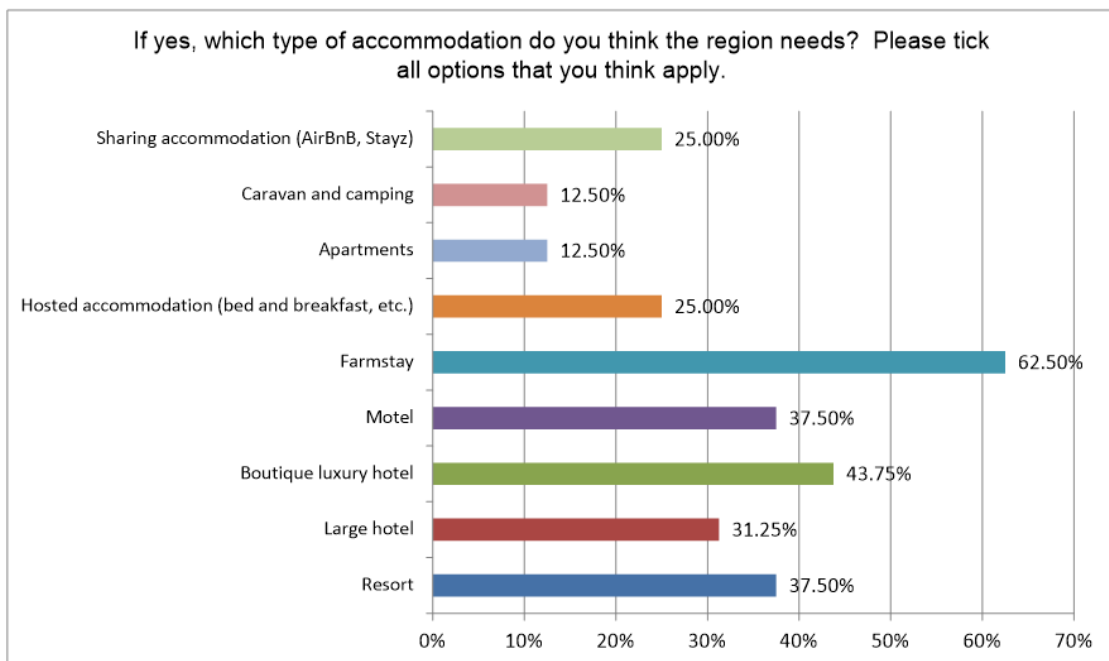 If yes, which type of accommodation do you think the region needs?  Please tick
all options that you think apply.
Sharing accommodation (AirBnB, Stayz)
25.00%
Caravan and camping
12.50%
Apartments
12.50%
Hosted accommodation (bed and breakfast, etc.)
25.00%
Farmstay
62.50%
Motel
37.50%
Boutique luxury hotel
43.75%
Large hotel
31.25%
Resort
37.50%
0% 10% 20% 30% 40% 50% 60% 70%